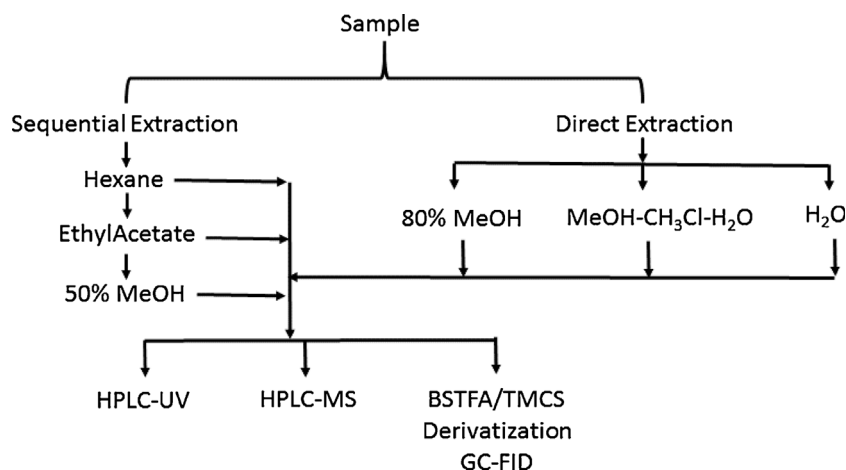 Sample
Sequential Extraction
Direct Extraction
Hexane
EthylAcetate
50% MeOH
80% MeOH
MeOH-CH₃Cl-H₂O
H₂O
HPLC-UV
HPLC-MS
BSTFA/TMCS
Derivatization
GC-FID